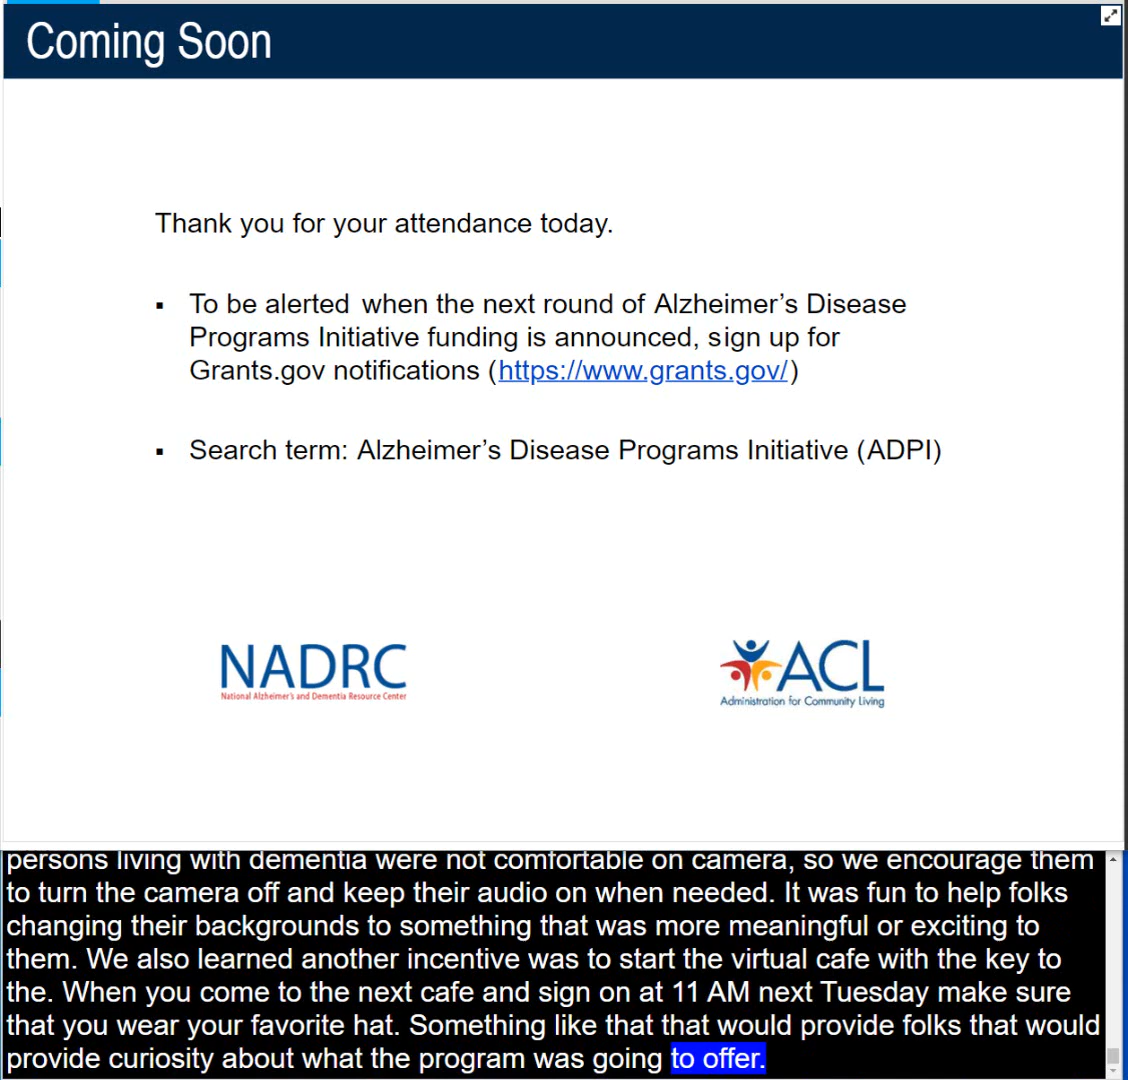 Coming Soon
Thank you for your attendance today.
▪ To be alerted when the next round of Alzheimer's Disease
Programs Initiative funding is announced, sign up for
Grants.gov notifications (https://www.grants.gov/)
▪ Search term: Alzheimer's Disease Programs Initiative (ADPI)
NADRC
National Alzheimer's and Dementia Resource Center
ACL
Administration for Community Living
persons living with dementia were not comfortable on camera, so we encourage them
to turn the camera off and keep their audio on when needed. It was fun to help folks
changing their backgrounds to something that was more meaningful or exciting to
them. We also learned another incentive was to start the virtual cafe with the key to
the. When you come to the next cafe and sign on at 11 AM next Tuesday make sure
that you wear your favorite hat. Something like that that would provide folks that would
provide curiosity about what the program was going to offer.